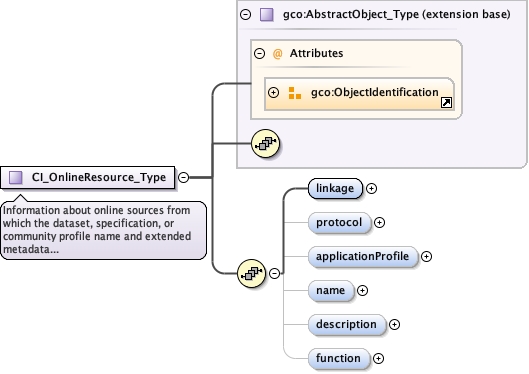 gco:AbstractObject_Type (extension base)
@ Attributes
gco:ObjectIdentification
CI_OnlineResource_Type
Information about online sources from
which the dataset, specification, or
community profile name and extended
metadata...
linkage
protocol
applicationProfile
name
description
function